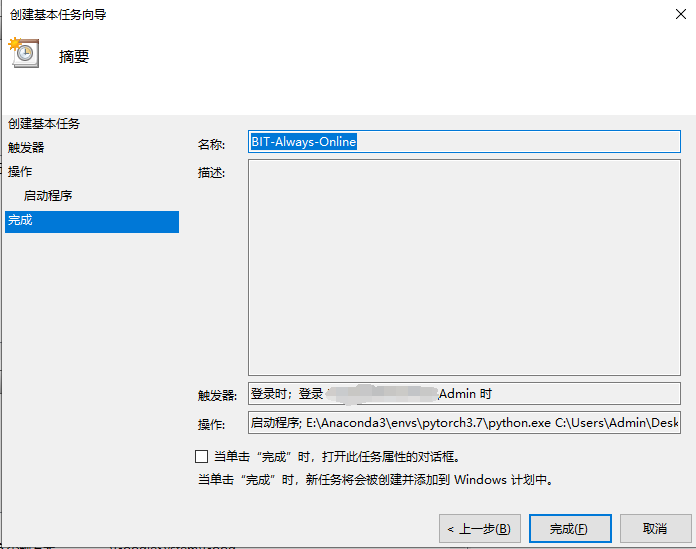 创建基本任务向导
摘要
创建基本任务
触发器
操作
启动程序
完成
名称: BIT-Always-Online
描述:
触发器: 登录时；登录 \Admin 时
操作: 启动程序; E:\Anaconda3\envs\pytorch3.7\python.exe C:\Users\Admin\Desk
当单击“完成”时，打开此任务属性的对话框。
当单击“完成”时，新任务将会被创建并添加到 Windows 计划中。
< 上一步(B) 完成(F) 取消